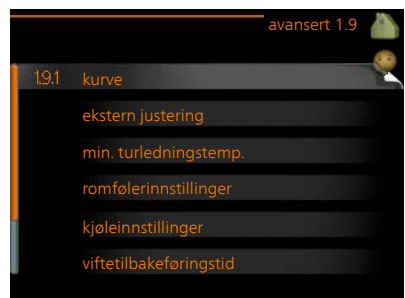 avansert 1.9
1.9.1 kurve
ekstern justering
min. turledningstemp.
romfølerinnstillinger
kjøleinnstillinger
viftetilbakeføringstid